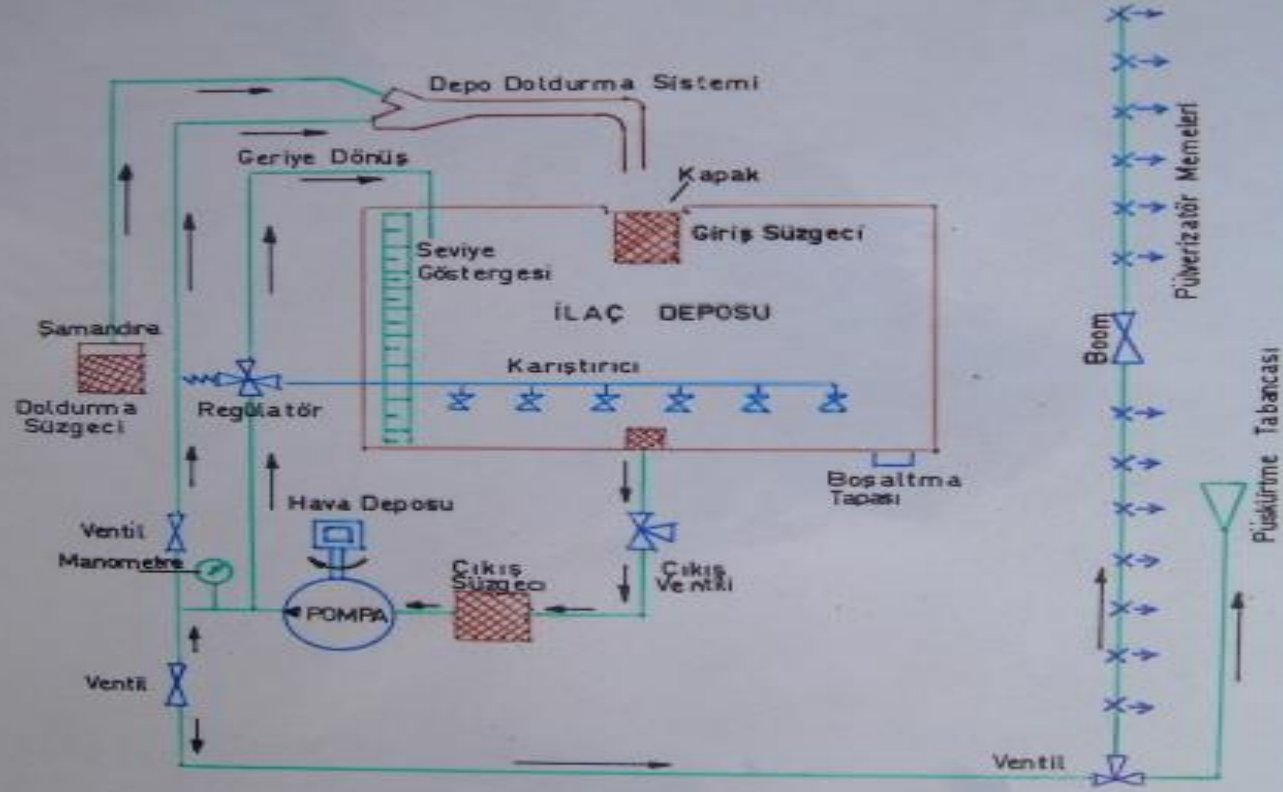 Depo Doldurma Sistemi
Geriye Dönüş
Kapak
Giriş Süzgeci
Seviye
Göstergesi
İLAÇ DEPOSU
Şamandıra
Doldurma
Süzgeci
Regülatör
Karıştırıcı
Boşaltma
Tapası
Hava Deposu
Ventil
Manometre
POMPA
Çıkış
Süzgeci
Çıkış
Ventili
Ventil
Ventil
Boom
Pülverizatör Memeleri
Püskürtme Tabancası